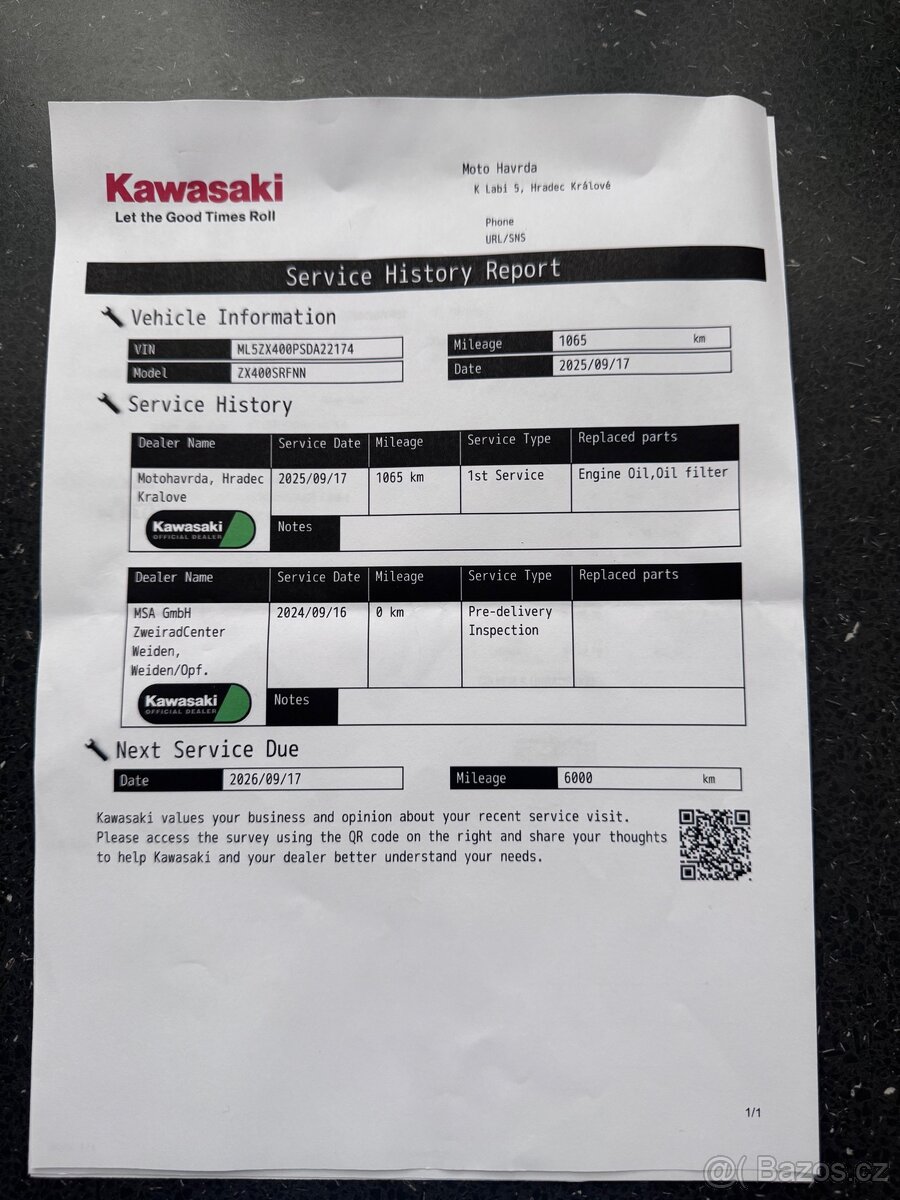 Kawasaki
Let the Good Times Roll
Moto Havrda
K Labi 5, Hradec Králové
Phone
URL/SNS
Service History Report
Vehicle Information
VIN ML5ZX400PSDA22174
Model ZX400SRFNN
Mileage 1065 km
Date 2025/09/17
Service History
Dealer Name Service Date Mileage Service Type Replaced parts
Motohavrda, Hradec 2025/09/17 1065 km 1st Service Engine Oil,Oil filter
Kralove
Kawasaki
OFFICIAL DEALER
Notes
Dealer Name Service Date Mileage Service Type Replaced parts
MSA GmbH 2024/09/16 0 km Pre-delivery
ZweiradCenter Inspection
Weiden,
Weiden/Opf.
Kawasaki
OFFICIAL DEALER
Notes
Next Service Due
Date 2026/09/17 Mileage 6000 km
Kawasaki values your business and opinion about your recent service visit.
Please access the survey using the QR code on the right and share your thoughts
to help Kawasaki and your dealer better understand your needs.
1/1
@( Bazos.cz